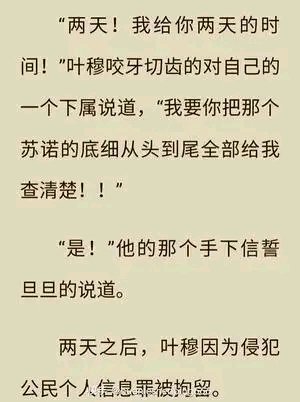 “两天！我给你两天的时
间！”叶穆咬牙切齿的对自己的
一个下属说道，“我要你把那个
苏诺的底细从头到尾全部给我
查清楚！！”
“是！”他的那个手下信誓
旦旦的说道。
两天之后，叶穆因为侵犯
公民个人信息罪被拘留。